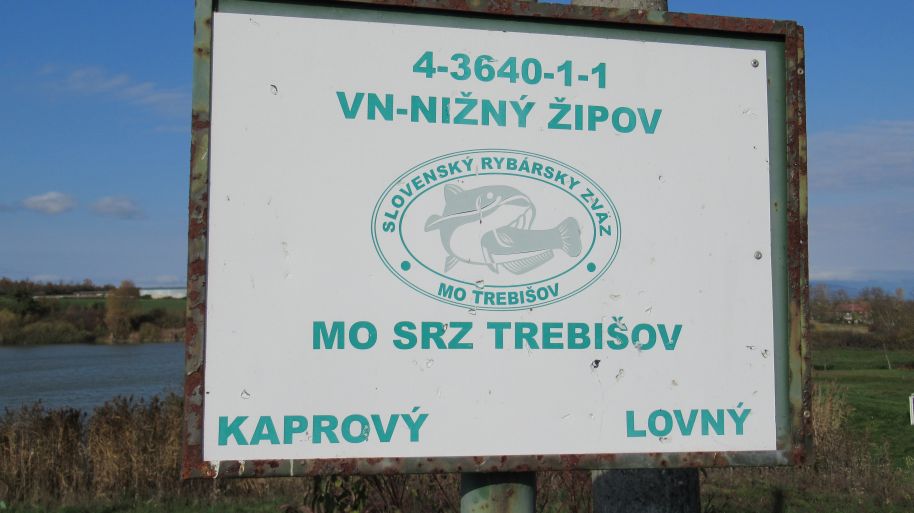 4-3640-1-1
VN-NIŽNÝ ŽIPOV
SLOVENSKÝ RYBÁRSKY ZVÄZ
MO TREBIŠOV
MO SRZ TREBIŠOV
KAPROVÝ LOVNÝ